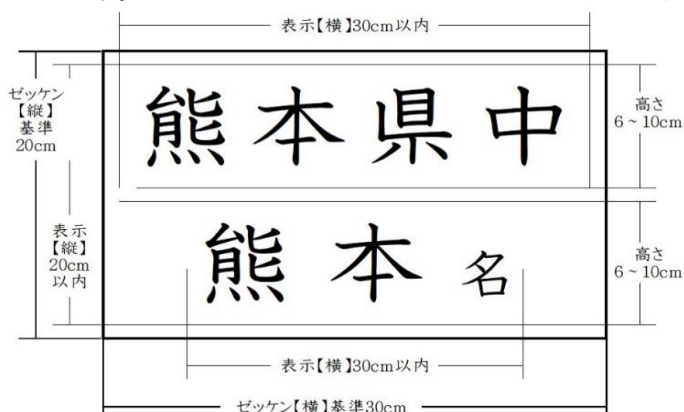 表示【横】30cm以内
ゼッケン
【縦】
基準
20cm
熊本県中
高さ
6~10cm
表示
【縦】
20cm
以内
熊本名
高さ
6~10cm
表示【横】30cm以内
ゼッケン【横】基準30cm